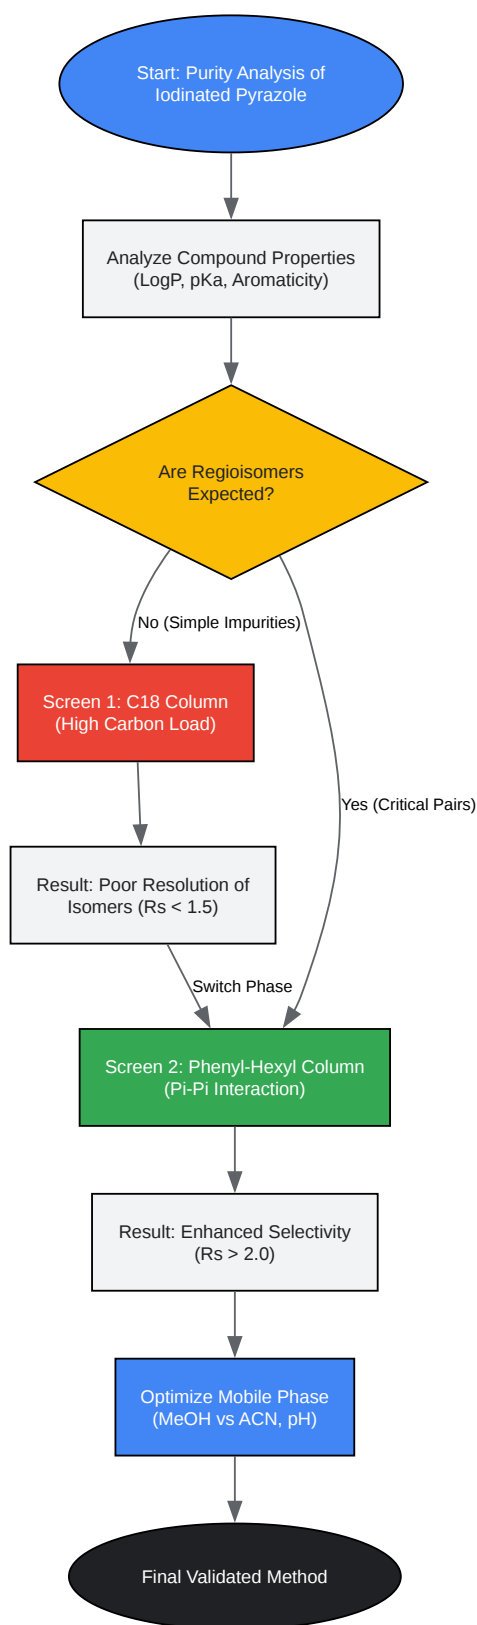 Start: Purity Analysis of
Iodinated Pyrazole
Analyze Compound Properties
(LogP, pKa, Aromaticity)
Are Regioisomers
Expected?
No (Simple Impurities)
Screen 1: C18 Column
(High Carbon Load)
Yes (Critical Pairs)
Result: Poor Resolution of
Isomers (Rs < 1.5)
Switch Phase
Screen 2: Phenyl-Hexyl Column
(Pi-Pi Interaction)
Result: Enhanced Selectivity
(Rs > 2.0)
Optimize Mobile Phase
(MeOH vs ACN, pH)
Final Validated Method